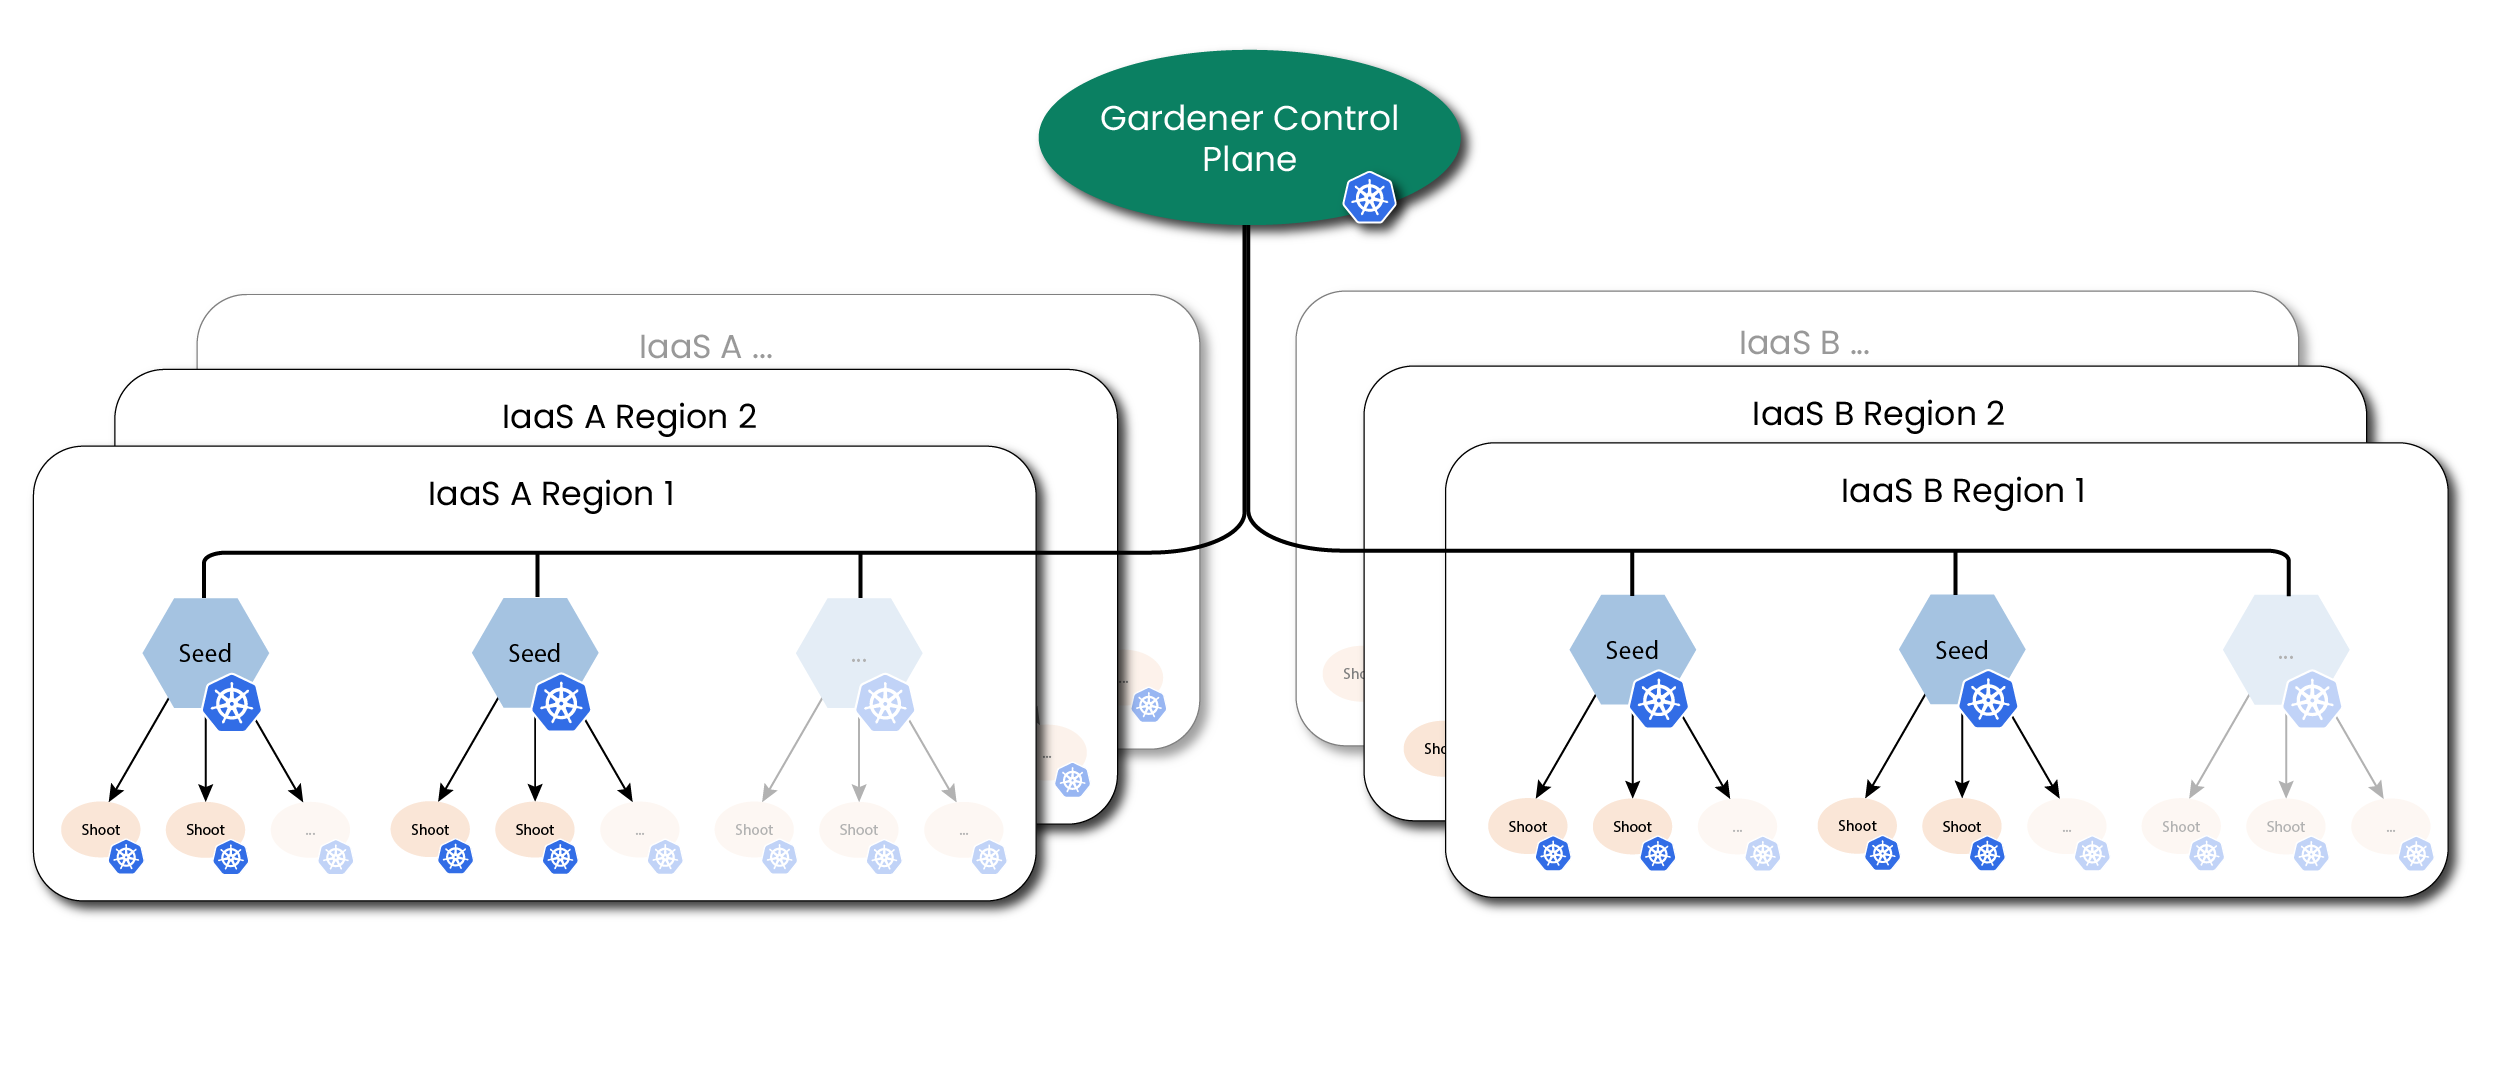 Gardener Control
Plane
IaaS A ...
IaaS A Region 2
IaaS A Region 1
Seed
Seed
...
Shoot
Shoot
...
Shoot
Shoot
...
Shoot
Shoot
...
...
...
IaaS B ...
IaaS B Region 2
IaaS B Region 1
Seed
Seed
...
Shoot
Shoot
...
Shoot
Shoot
...
Shoot
Shoot
...